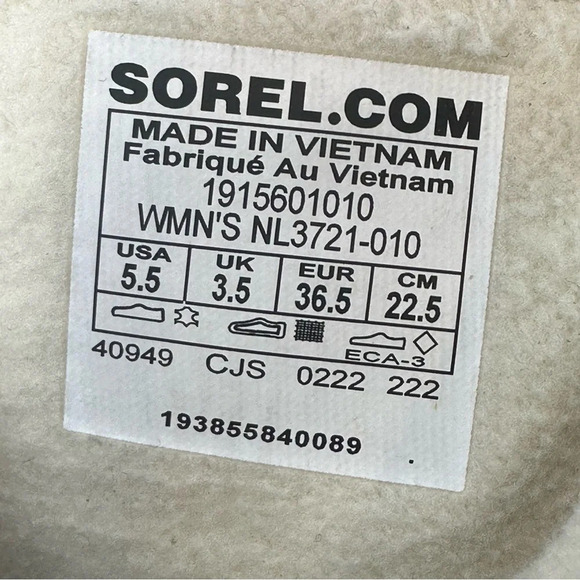 SOREL.COM
MADE IN VIETNAM
Fabriqué Au Vietnam
1915601010
WMN'S NL3721-010
USA UK EUR CM
5.5 3.5 36.5 22.5
ECA-3
40949 CJS 0222 222
193855840089